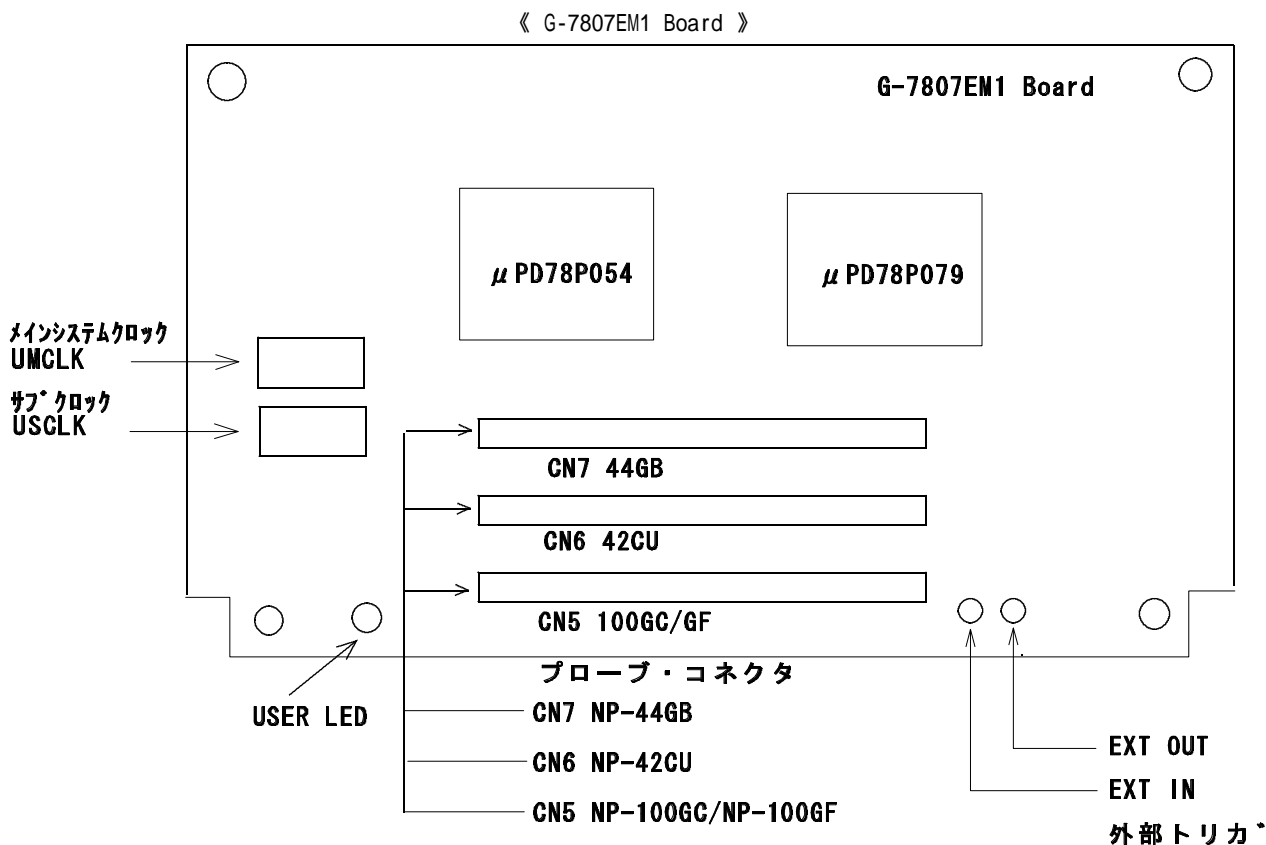 《 G-7807EM1 Board 》
G-7807EM1 Board
μPD78P054
μPD78P079
ﾒｲﾝｼｽﾃﾑｸﾛｯｸ
UMCLK
ｻﾌﾞｸﾛｯｸ
USCLK
CN7 44GB
CN6 42CU
CN5 100GC/GF
プローブ・コネクタ
USER LED
CN7 NP-44GB
CN6 NP-42CU
CN5 NP-100GC/NP-100GF
EXT OUT
EXT IN
外部トリガ